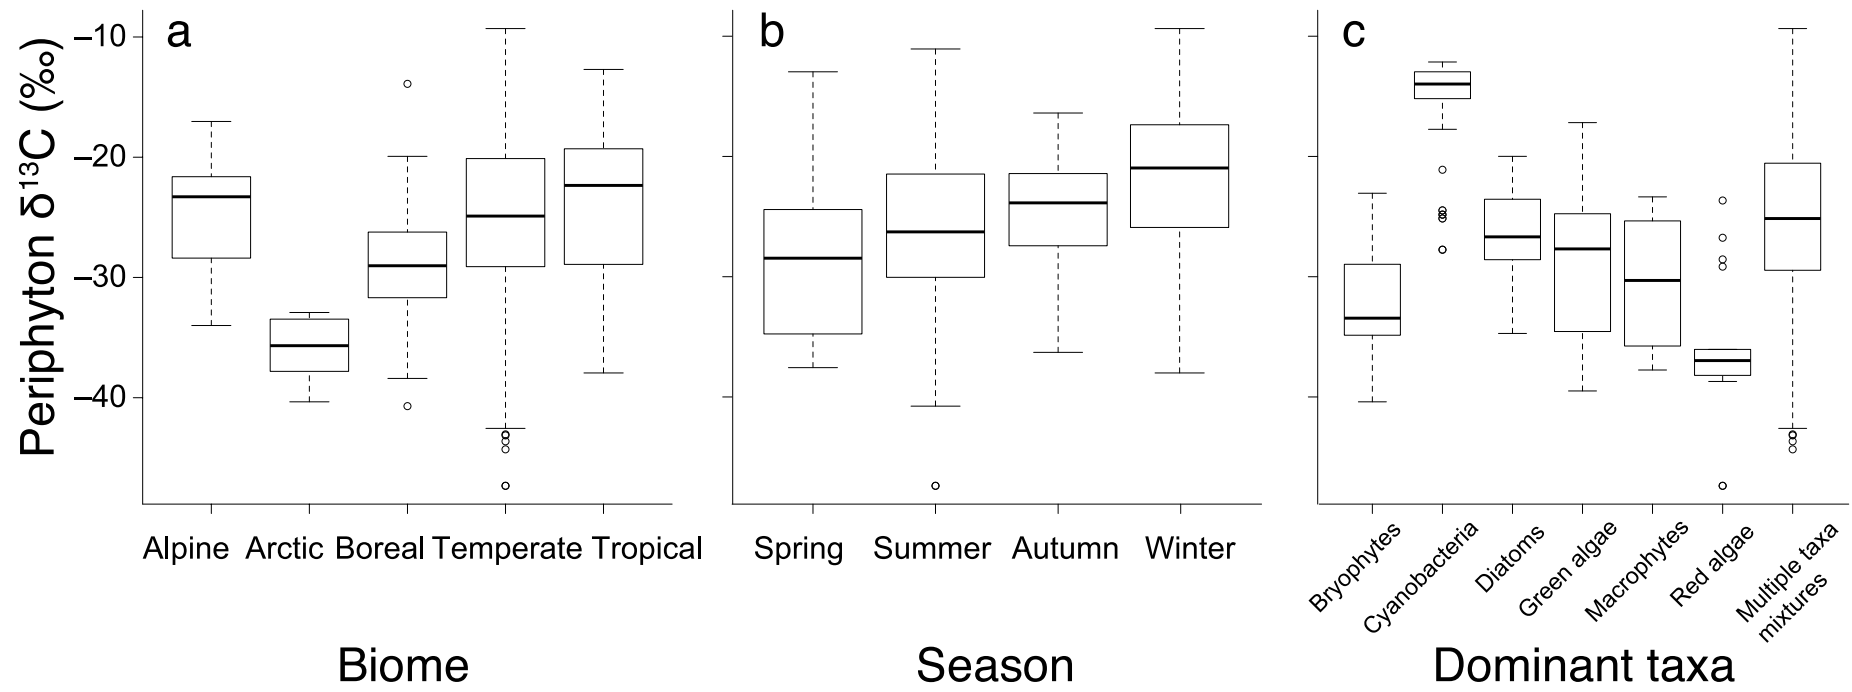 Periphyton δ¹³C (‰)
–10
–20
–30
–40
a
Alpine Arctic Boreal Temperate Tropical
Biome
b
Spring Summer Autumn Winter
Season
c
Bryophytes
Cyanobacteria
Diatoms
Green algae
Macrophytes
Red algae
Multiple taxa
mixtures
Dominant taxa